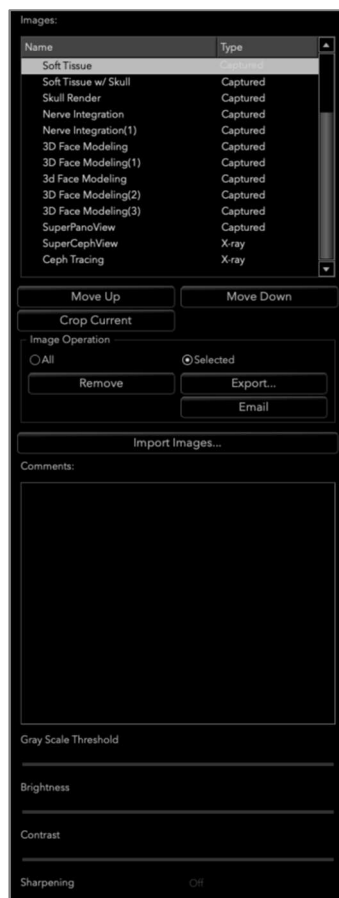 Images:
Name Type
Soft Tissue Captured
Soft Tissue w/ Skull Captured
Skull Render Captured
Nerve Integration Captured
Nerve Integration(1) Captured
3D Face Modeling Captured
3D Face Modeling(1) Captured
3d Face Modeling Captured
3D Face Modeling(2) Captured
3D Face Modeling(3) Captured
SuperPanoView Captured
SuperCephView X-ray
Ceph Tracing X-ray
Move Up Move Down
Crop Current
Image Operation
All Selected
Remove Export...
Email
Import Images...
Comments:
Gray Scale Threshold
Brightness
Contrast
Sharpening Off